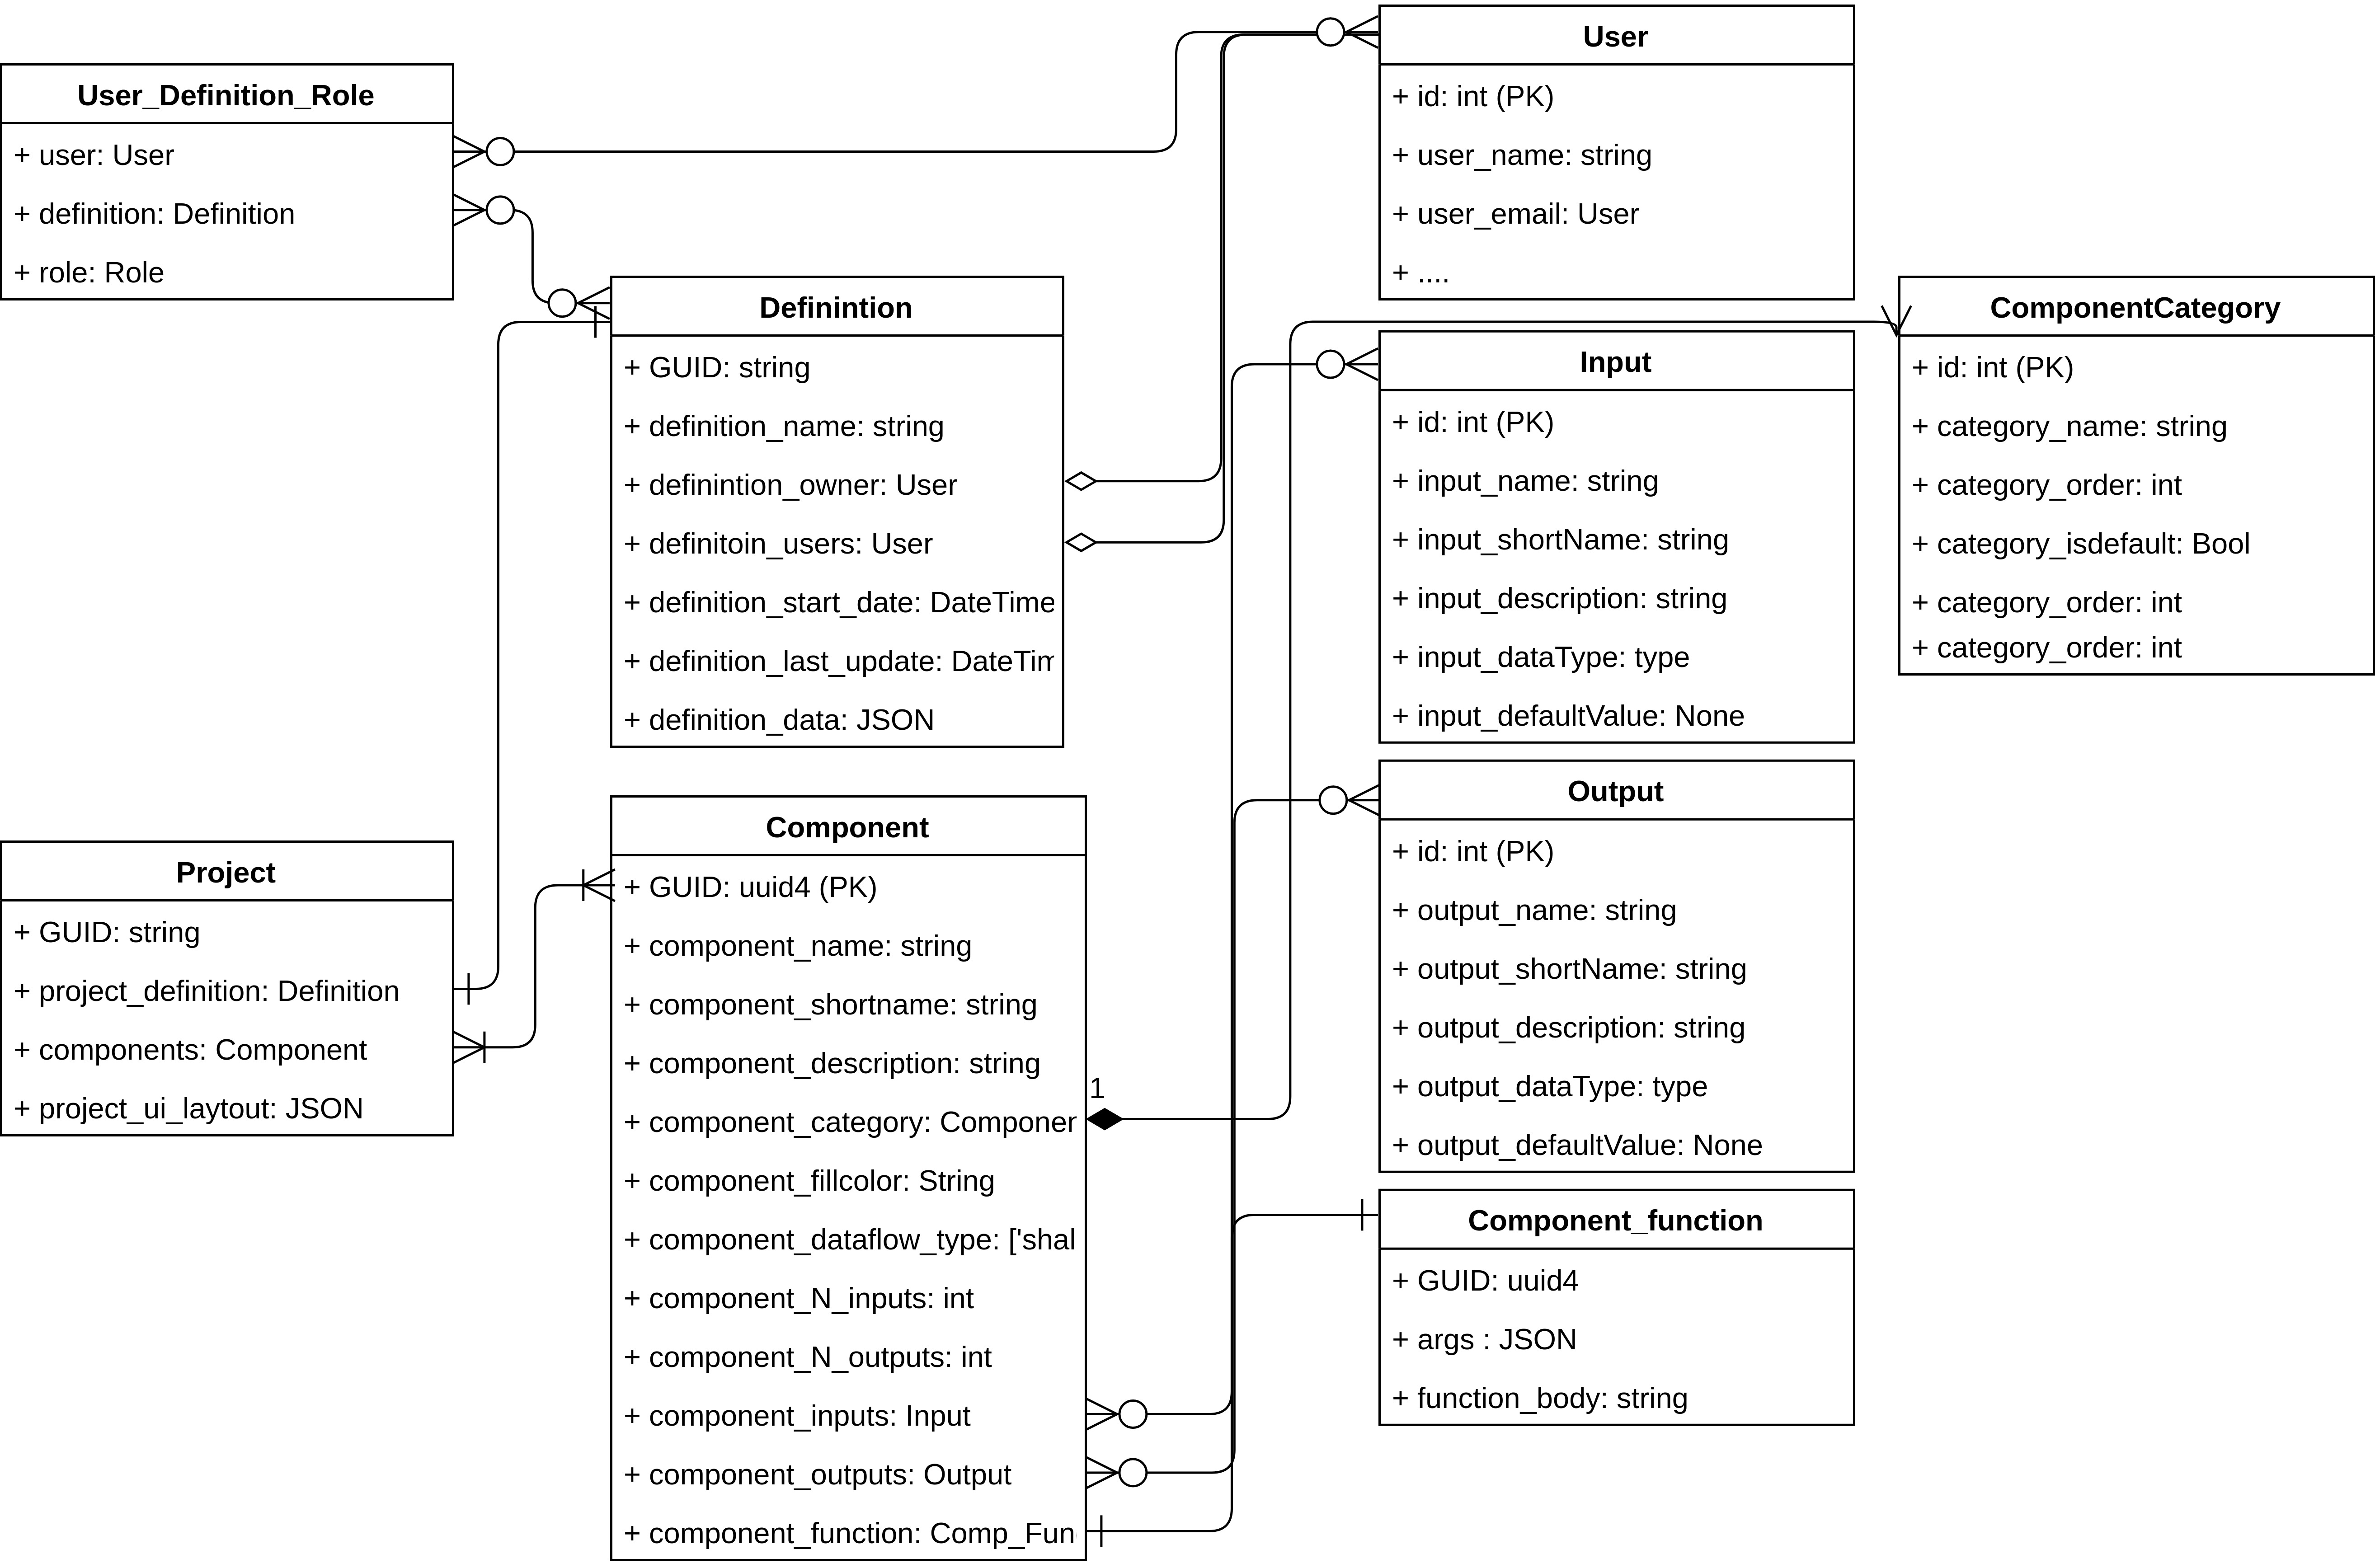 User_Definition_Role
+ user: User
+ definition: Definition
+ role: Role
User
+ id: int (PK)
+ user_name: string
+ user_email: User
+ ....
Definintion
+ GUID: string
+ definition_name: string
+ definintion_owner: User
+ definitoin_users: User
+ definition_start_date: DateTime
+ definition_last_update: DateTim
+ definition_data: JSON
Input
+ id: int (PK)
+ input_name: string
+ input_shortName: string
+ input_description: string
+ input_dataType: type
+ input_defaultValue: None
ComponentCategory
+ id: int (PK)
+ category_name: string
+ category_order: int
+ category_isdefault: Bool
+ category_order: int
+ category_order: int
Project
+ GUID: string
+ project_definition: Definition
+ components: Component
+ project_ui_laytout: JSON
Component
+ GUID: uuid4 (PK)
+ component_name: string
+ component_shortname: string
+ component_description: string
+ component_category: Componen
+ component_fillcolor: String
+ component_dataflow_type: ['shal
+ component_N_inputs: int
+ component_N_outputs: int
+ component_inputs: Input
+ component_outputs: Output
+ component_function: Comp_Fun
1
Output
+ id: int (PK)
+ output_name: string
+ output_shortName: string
+ output_description: string
+ output_dataType: type
+ output_defaultValue: None
Component_function
+ GUID: uuid4
+ args : JSON
+ function_body: string